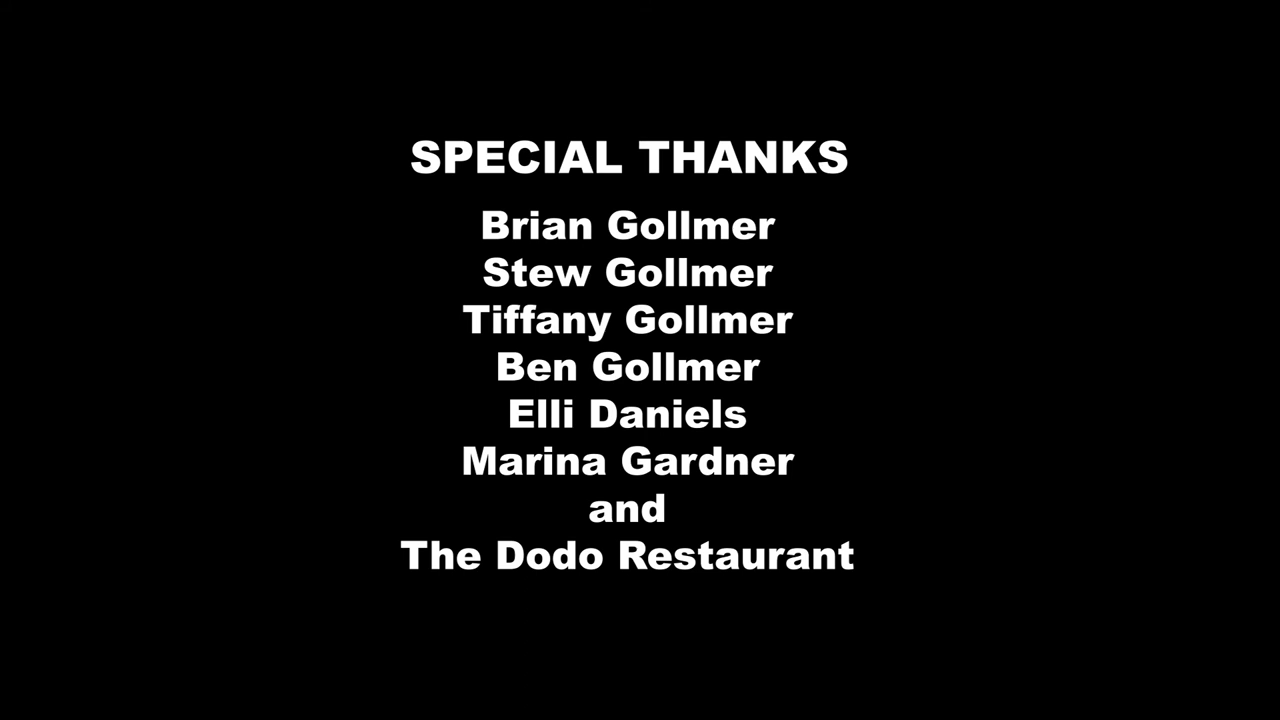 SPECIAL THANKS
Brian Gollmer
Stew Gollmer
Tiffany Gollmer
Ben Gollmer
Elli Daniels
Marina Gardner
and
The Dodo Restaurant